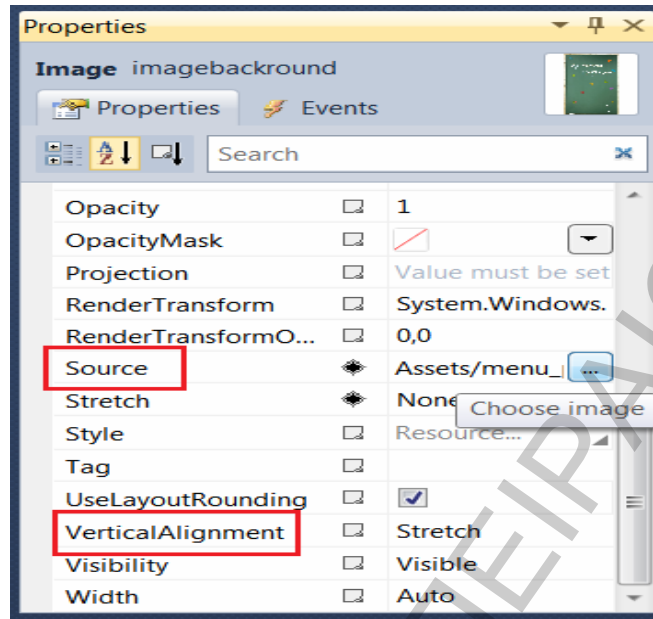 Properties
Image imagebackround
Properties Events
Search
Opacity 1
OpacityMask
Projection Value must be set
RenderTransform System.Windows.
RenderTransformO... 0,0
Source Assets/menu_ ...
Choose image
Stretch None
Style Resource...
Tag
UseLayoutRounding
VerticalAlignment Stretch
Visibility Visible
Width Auto